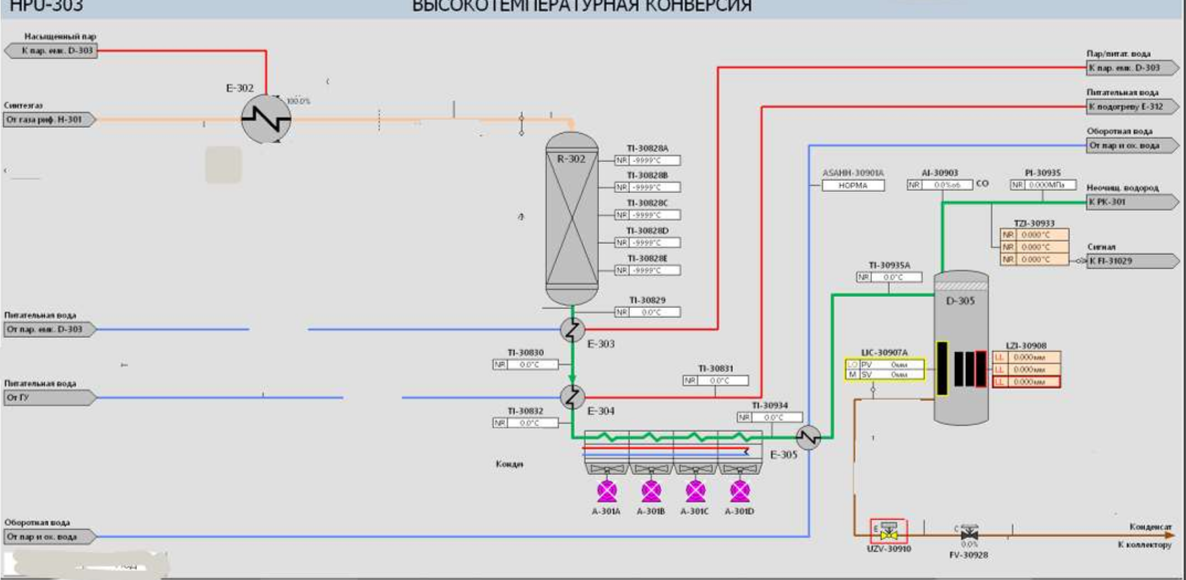 HPU-303
ВЫСОКОТЕМПЕРАТУРНАЯ КОНВЕРСИЯ
Насыщенный пар
К пар. емк. D-303
E-302
100.0%
Синтезгаз
От газа риф. H-301
R-302
TI-30828A
NR -9999°C
TI-30828B
NR -9999°C
TI-30828C
NR -9999°C
TI-30828D
NR -9999°C
TI-30828E
NR -9999°C
TI-30829
NR 0.0°C
Пар/питат. вода
К пар. емк. D-303
Питательная вода
К подогреву E-312
Оборотная вода
От пар и ох. вода
ASAHH-30901A
НОРМА
AI-30903
NR 0.0%об. CO
PI-30935
NR 0.000МПа
Неочищ. водород
К РК-301
TZI-30933
NR 0.000°C
NR 0.000°C
NR 0.000°C
Сигнал
К FI-31029
TI-30935A
NR 0.0°C
D-305
Питательная вода
От пар. емк. D-303
E-303
TI-30830
NR 0.0°C
LIC-30907A
LO PV 0мм
M SV 0мм
LZI-30908
LL 0.000мм
LL 0.000мм
LL 0.000мм
Питательная вода
От ГУ
TI-30831
NR 0.0°C
E-304
TI-30832
NR 0.0°C
TI-30934
NR 0.0°C
E-305
Конден
A-301A
A-301B
A-301C
A-301D
Оборотная вода
От пар и ох. вода
E
UZV-30910
C
0.0%
FV-30928
Конденсат
К коллектору